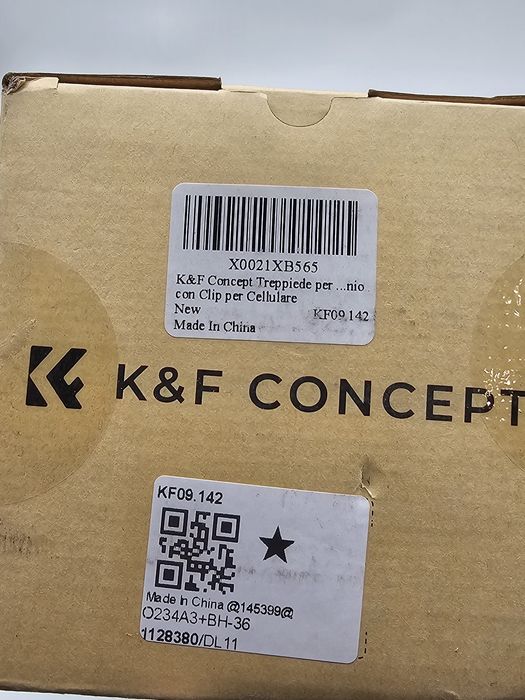 X0021XB565
K&F Concept Treppiede per ...nio
con Clip per Cellulare
New KF09.142
Made In China
K&F CONCEPT
KF09.142
Made In China @145399@
O234A3+BH-36
1128380/DL11